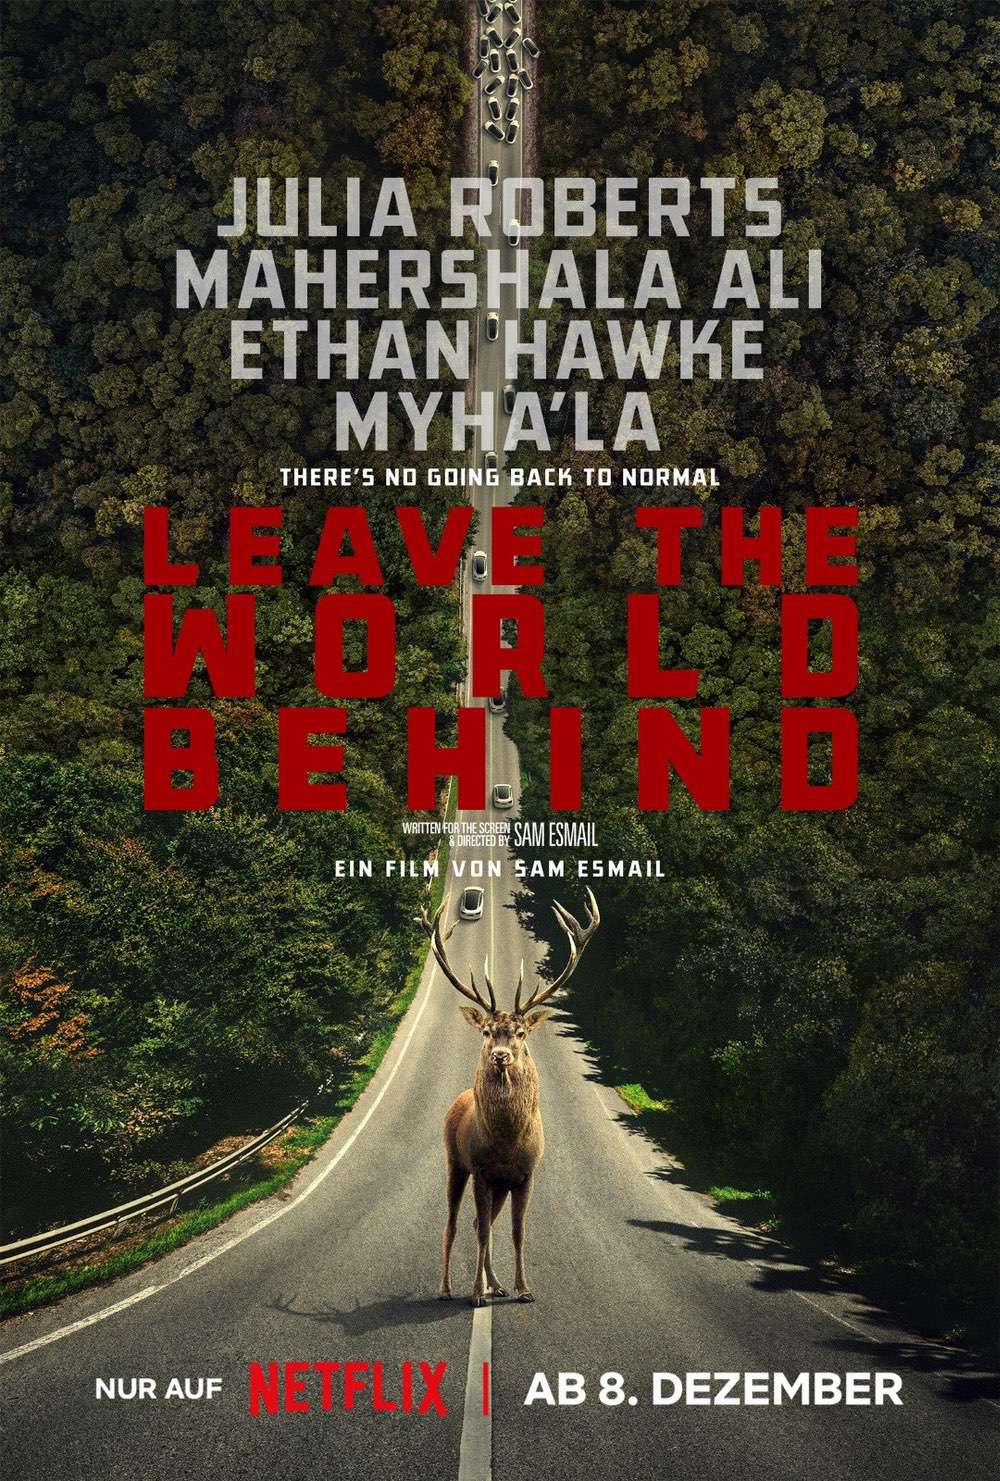 JULIA ROBERTS
MAHERSHALA ALI
ETHAN HAWKE
MYHA'LA
THERE'S NO GOING BACK TO NORMAL
LEAVE THE
WORLD
BEHIND
WRITTEN FOR THE SCREEN
& DIRECTED BY SAM ESMAIL
EIN FILM VON SAM ESMAIL
NUR AUF NETFLIX | AB 8. DEZEMBER